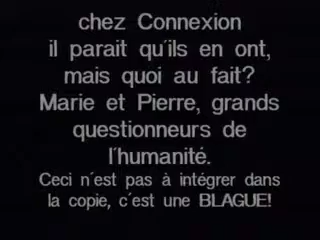 chez Connexion
il parait qu'ils en ont,
mais quoi au fait?
Marie et Pierre, grands
questionneurs de
l'humanité.
Ceci n'est pas à intégrer dans
la copie, c'est une BLAGUE!